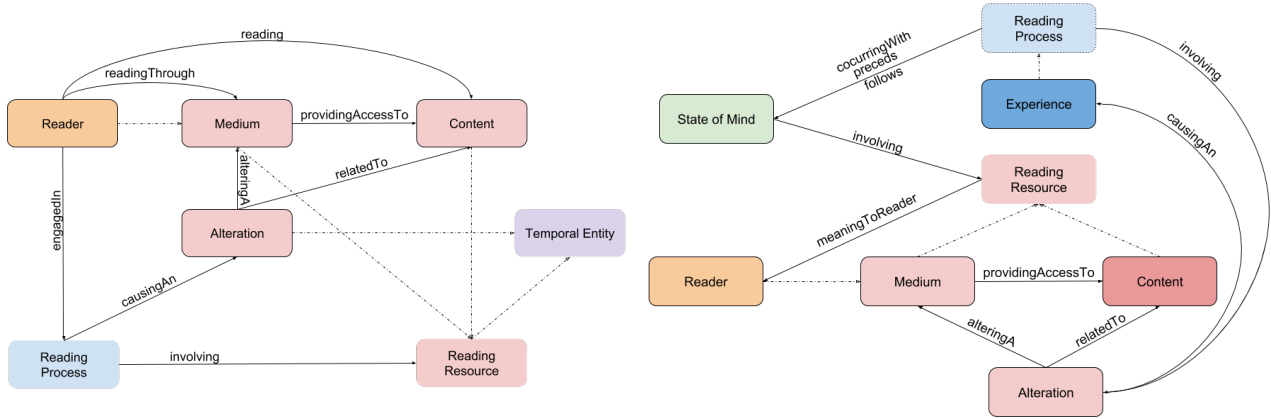 reading
readingThrough
Reader
Medium
providingAccessTo
Content
alteringA
relatedTo
engagedIn
Alteration
Temporal Entity
causingAn
Reading
Process
involving
Reading
Resource
Reading
Process
cocurringWith
preceds
follows
involving
Experience
State of Mind
causingAn
involving
Reading
Resource
meaningToReader
Reader
Medium
providingAccessTo
Content
alteringA
relatedTo
Alteration